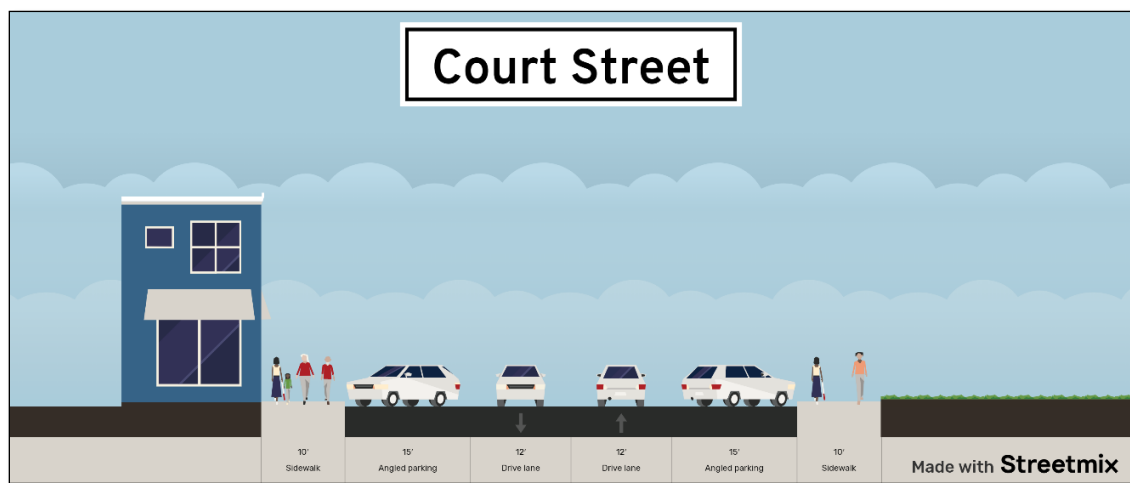 Court Street
10' 15' 12' 12' 15' 10'
Sidewalk Angled parking Drive lane Drive lane Angled parking Sidewalk
Made with Streetmix